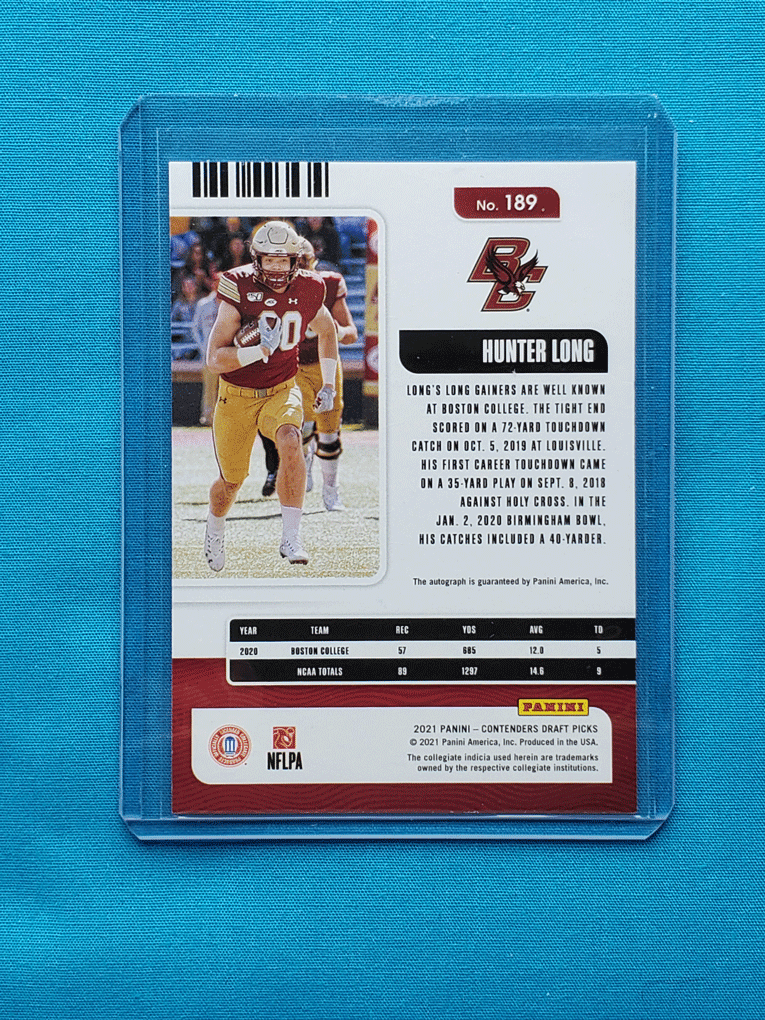 No. 189
BC
HUNTER LONG
LONG'S LONG GAINERS ARE WELL KNOWN
AT BOSTON COLLEGE. THE TIGHT END
SCORED ON A 72-YARD TOUCHDOWN
CATCH ON OCT. 5, 2019 AT LOUISVILLE.
HIS FIRST CAREER TOUCHDOWN CAME
ON A 35-YARD PLAY ON SEPT. 8, 2018
AGAINST HOLY CROSS. IN THE
JAN. 2, 2020 BIRMINGHAM BOWL,
HIS CATCHES INCLUDED A 40-YARDER.
80
The autograph is guaranteed by Panini America, Inc.
YEAR TEAM REC YDS AVG TD
2020 BOSTON COLLEGE 57 685 12.0 5
NCAA TOTALS 89 1297 14.6 9
PANINI
2021 PANINI – CONTENDERS DRAFT PICKS
© 2021 Panini America, Inc. Produced in the USA.
The collegiate indicia used herein are trademarks
owned by the respective collegiate institutions.
OFFICIALLY LICENSED COLLEGIATE PRODUCTS
NFLPA